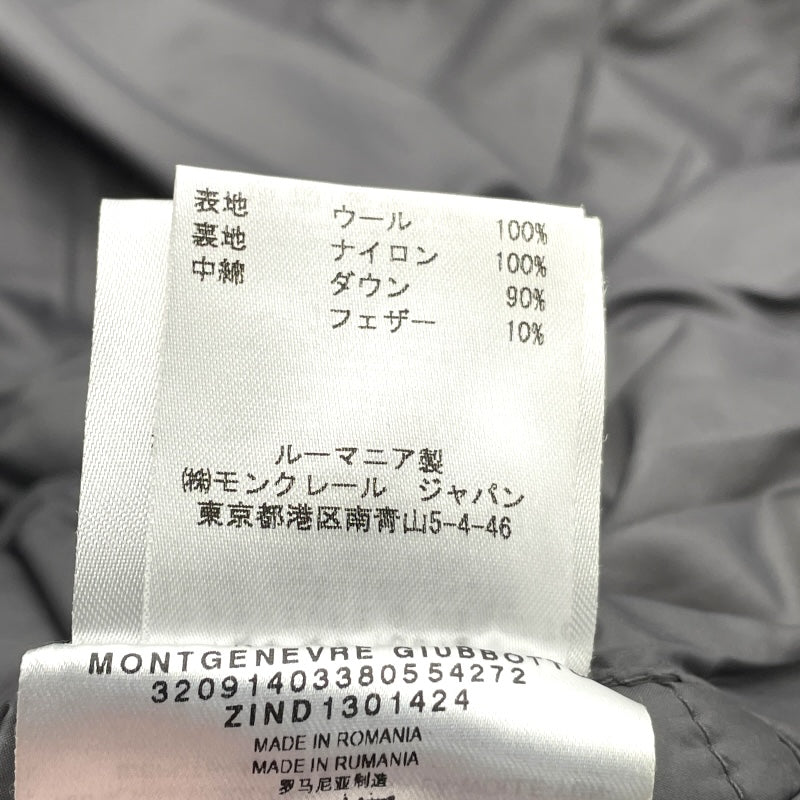 表地 ウール 100%
裏地 ナイロン 100%
中綿 ダウン 90%
フェザー 10%
ルーマニア製
㈱モンクレール ジャパン
東京都港区南青山5-4-46
MONTGENEVRE GIUBBOTTO
32091403380554272
ZIND1301424
MADE IN ROMANIA
MADE IN RUMANIA
罗马尼亚制造